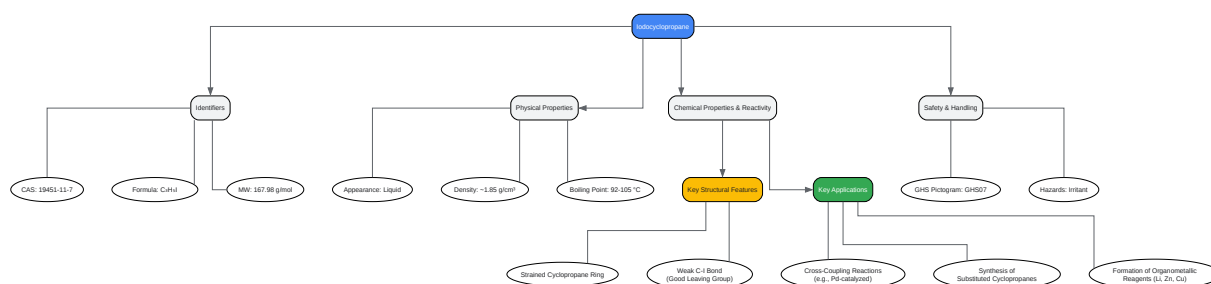 Iodocyclopropane
Identifiers
Physical Properties
Chemical Properties & Reactivity
Safety & Handling
CAS: 19451-11-7
Formula: C₃H₅I
MW: 167.98 g/mol
Appearance: Liquid
Density: ~1.85 g/cm³
Boiling Point: 92-105 °C
Key Structural Features
Key Applications
GHS Pictogram: GHS07
Hazards: Irritant
Strained Cyclopropane Ring
Weak C-I Bond
(Good Leaving Group)
Cross-Coupling Reactions
(e.g., Pd-catalyzed)
Synthesis of
Substituted Cyclopropanes
Formation of Organometallic
Reagents (Li, Zn, Cu)